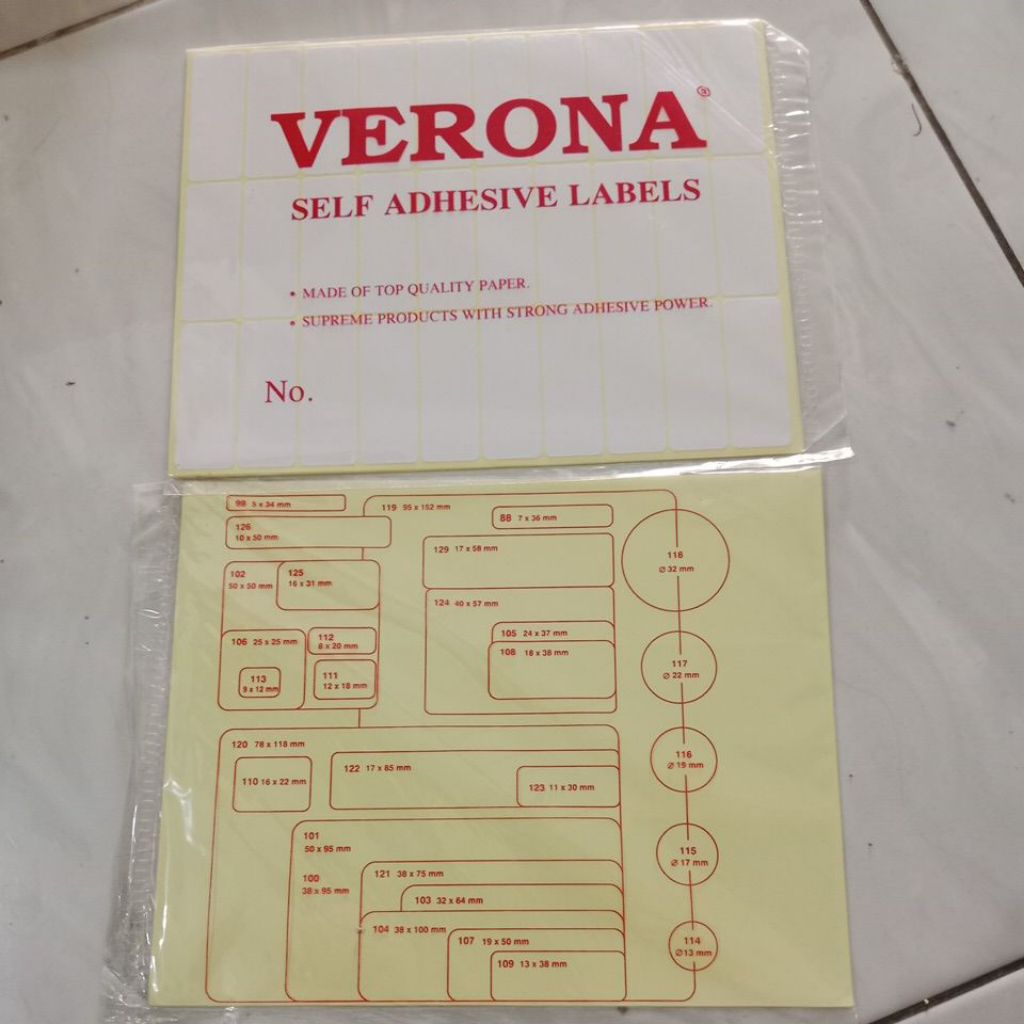 VERONA®
SELF ADHESIVE LABELS
• MADE OF TOP QUALITY PAPER.
• SUPREME PRODUCTS WITH STRONG ADHESIVE POWER.
No.
99 5 x 34 mm
119 95 x 152 mm
88 7 x 36 mm
126
10 x 50 mm
129 17 x 58 mm
118
Ø 32 mm
102
50 x 50 mm
125
16 x 31 mm
124 40 x 57 mm
106 25 x 25 mm
112
8 x 20 mm
105 24 x 37 mm
108 18 x 38 mm
113
9 x 12 mm
111
12 x 18 mm
117
Ø 22 mm
120 78 x 118 mm
122 17 x 85 mm
116
Ø 19 mm
110 16 x 22 mm
123 11 x 30 mm
101
50 x 95 mm
115
Ø 17 mm
100
38 x 95 mm
121 38 x 75 mm
103 32 x 64 mm
104 38 x 100 mm
107 19 x 50 mm
114
Ø 13 mm
109 13 x 38 mm